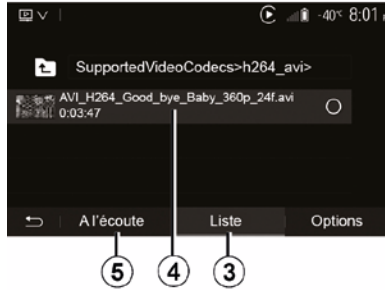 -40°C 8:01
SupportedVideoCodecs>h264_avi>
AVI_H264_Good_bye_Baby_360p_24f.avi
0:03:47
A l'écoute Liste Options
5 4 3